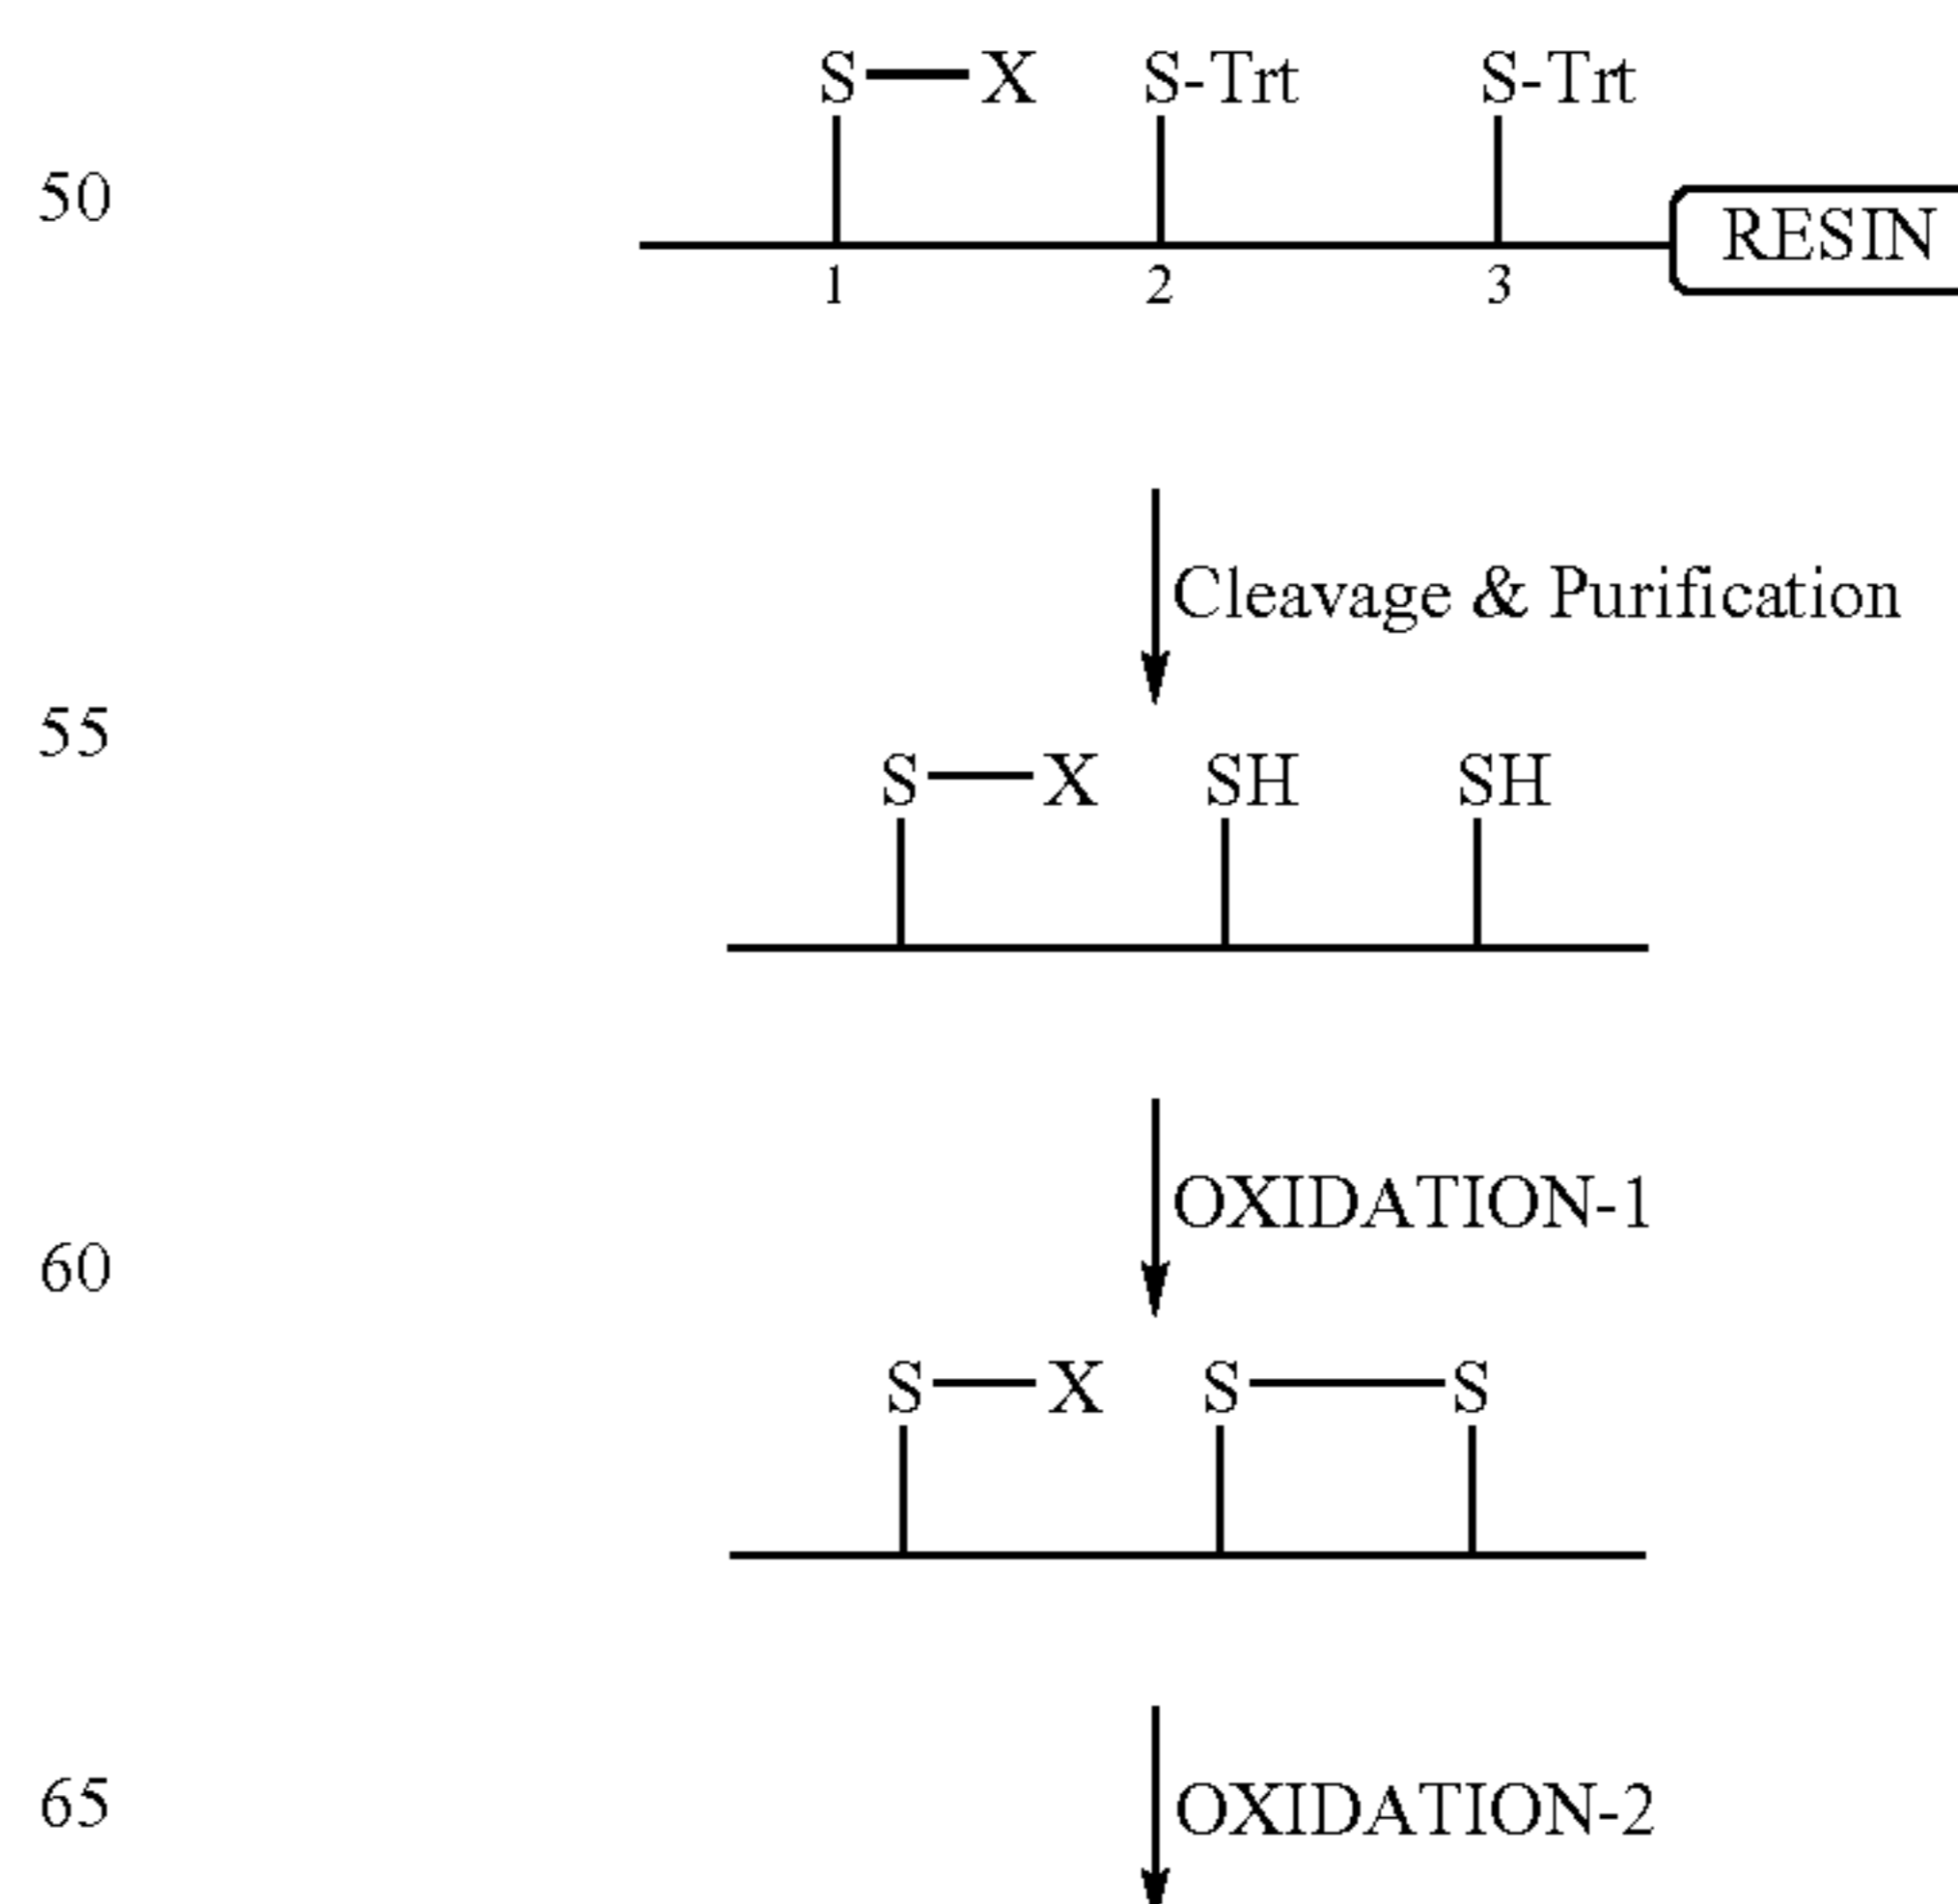 S—X S-Trt S-Trt
50
RESIN
1 2 3
Cleavage & Purification
55
S—X SH SH
OXIDATION-1
60
S—X S—S
65
OXIDATION-2